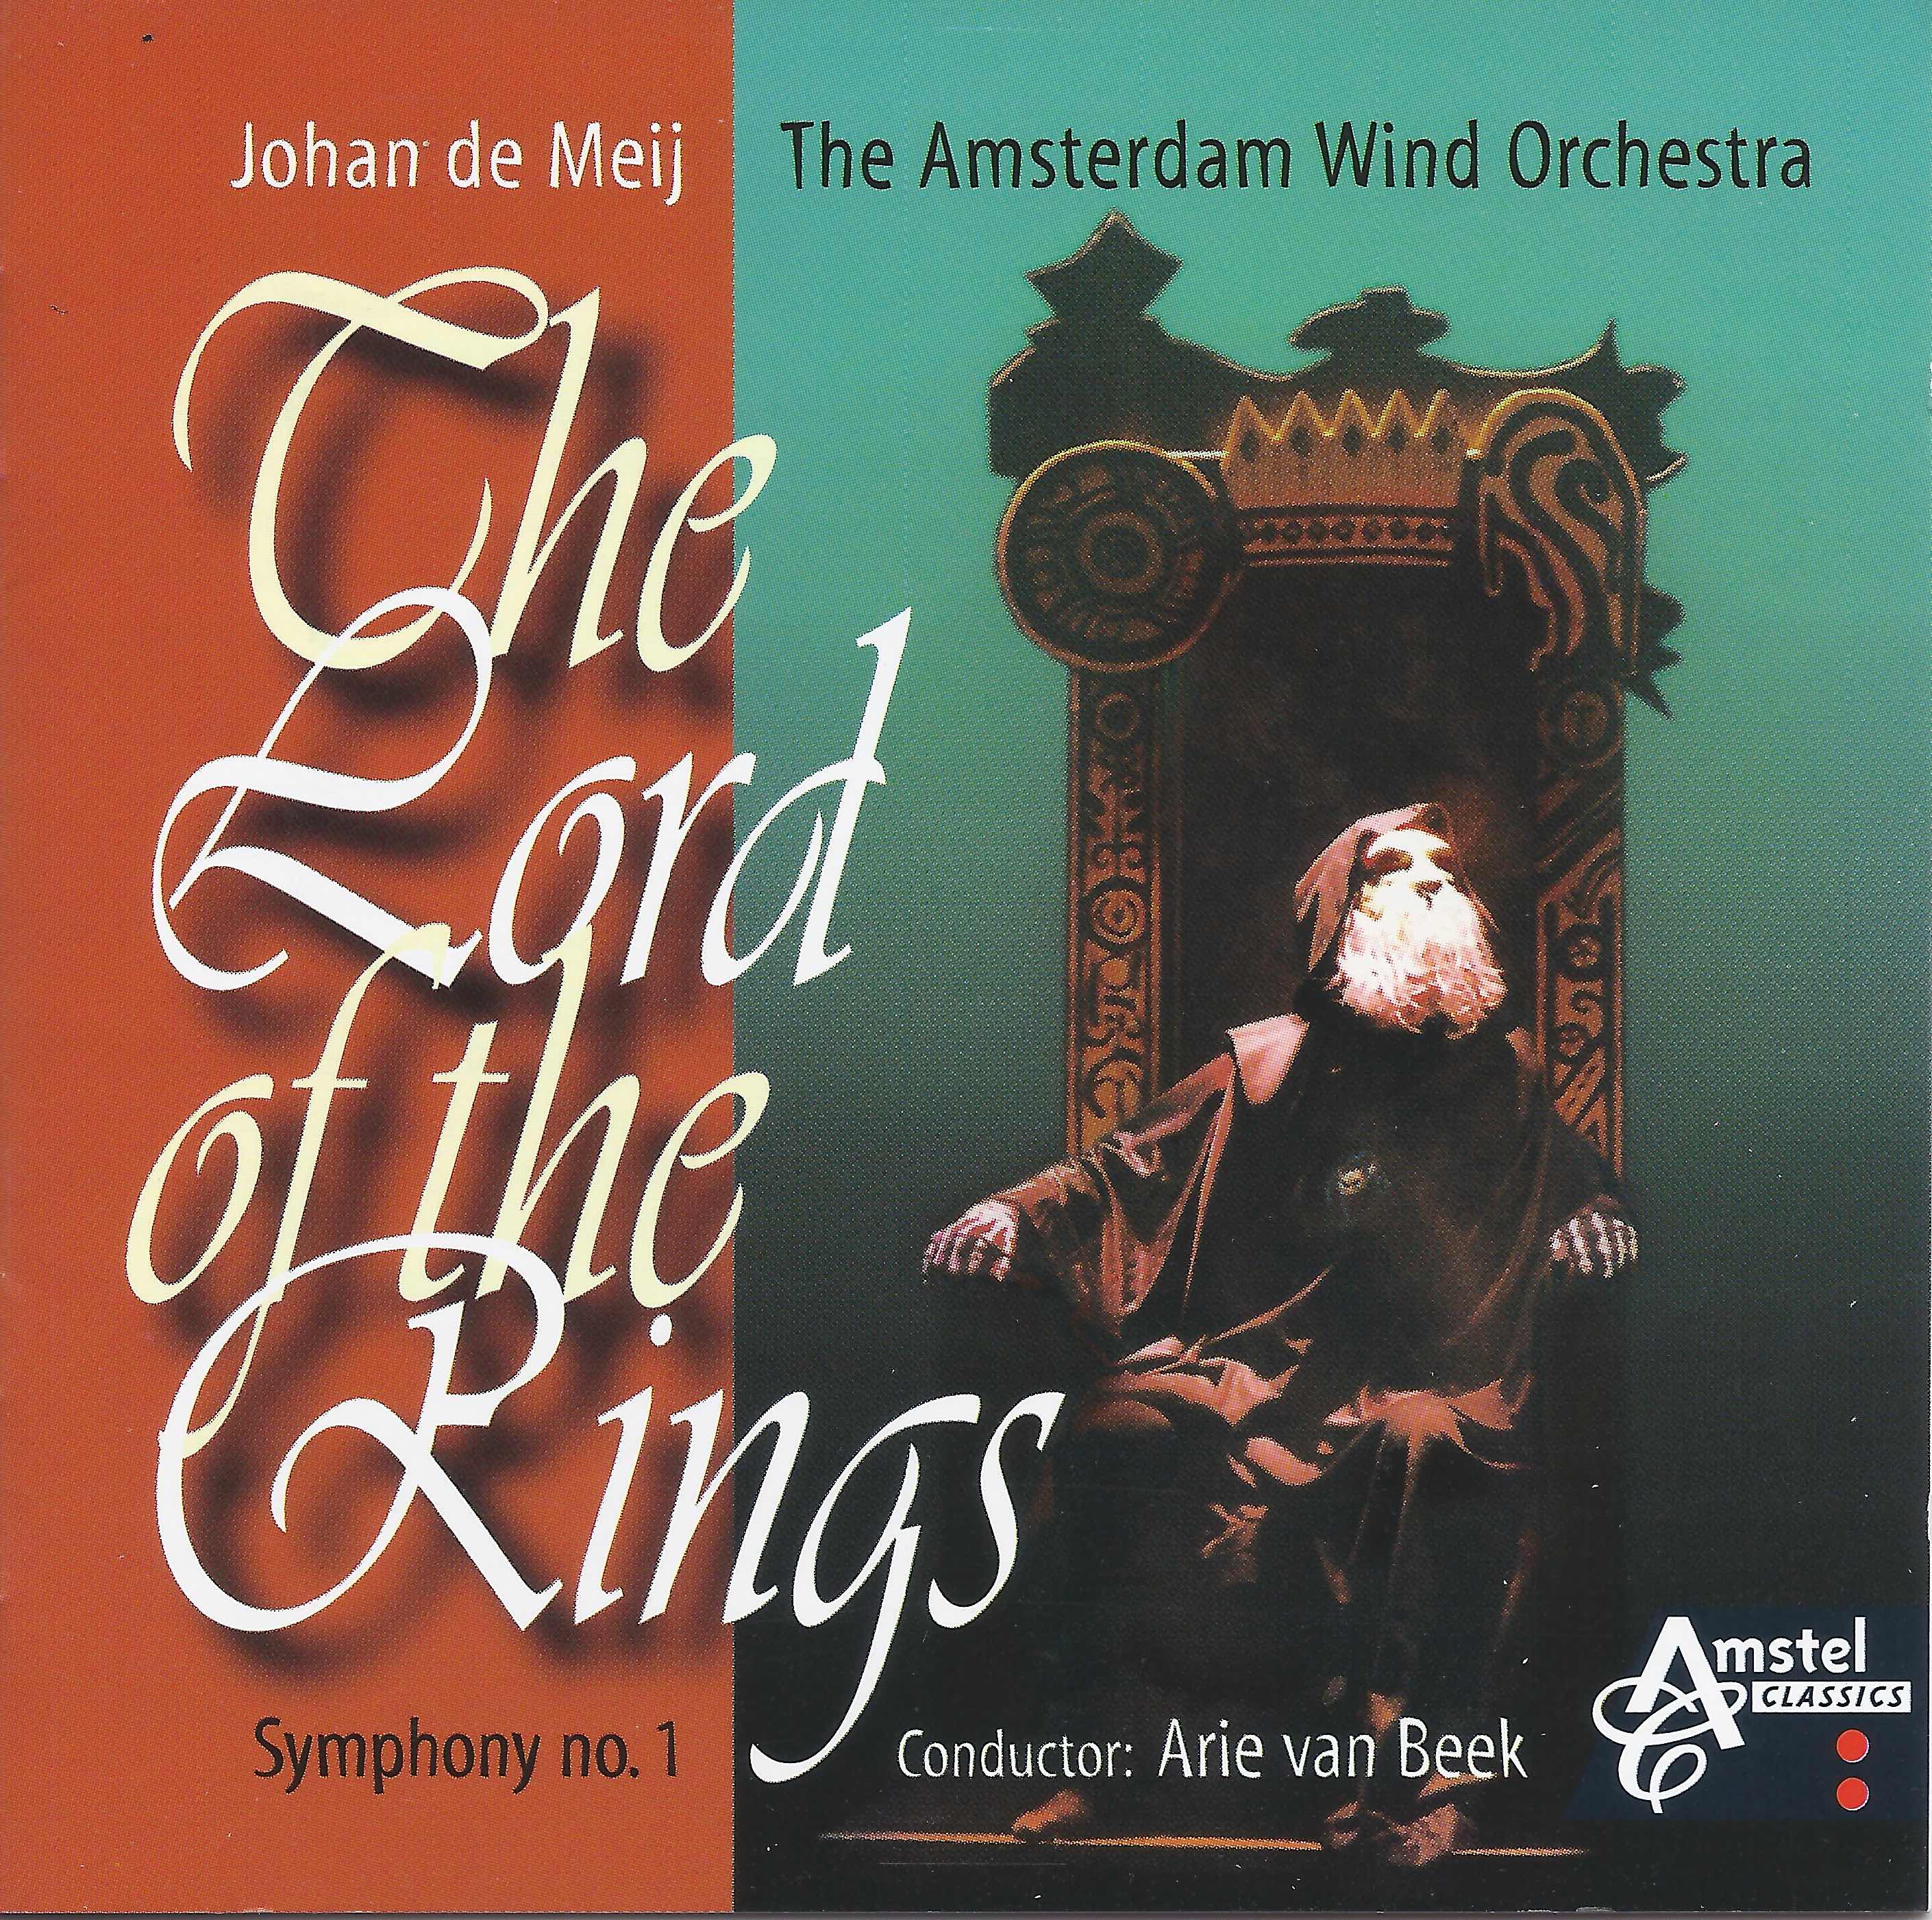 Johan de Meij
The Amsterdam Wind Orchestra
The
Lord
of the
Rings
Symphony no. 1
Conductor: Arie van Beek
Amstel
CLASSICS
AC